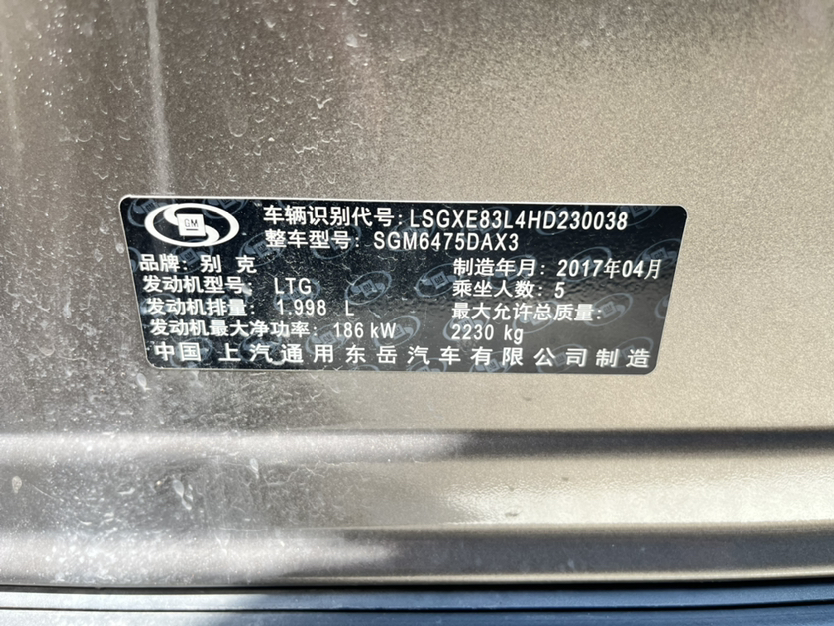 GM
车辆识别代号: LSGXE83L4HD230038
整车型号: SGM6475DAX3
品牌: 别克 制造年月: 2017年04月
发动机型号: LTG 乘坐人数: 5
发动机排量: 1.998 L 最大允许总质量:
发动机最大净功率: 186 kW 2230 kg
中国 上汽通用东岳汽车有限公司制造